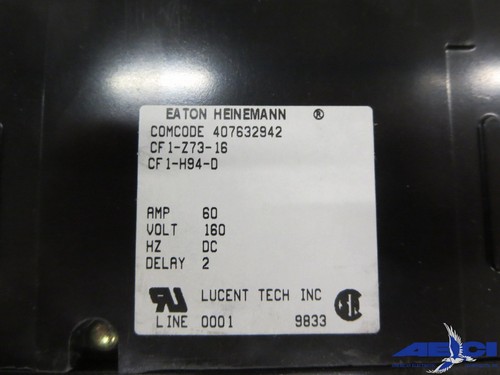 EATON HEINEMANN ®
COMCODE 407632942
CF1-Z73-16
CF1-H94-D
AMP 60
VOLT 160
HZ DC
DELAY 2
LUCENT TECH INC
LINE 0001 9833
AECI